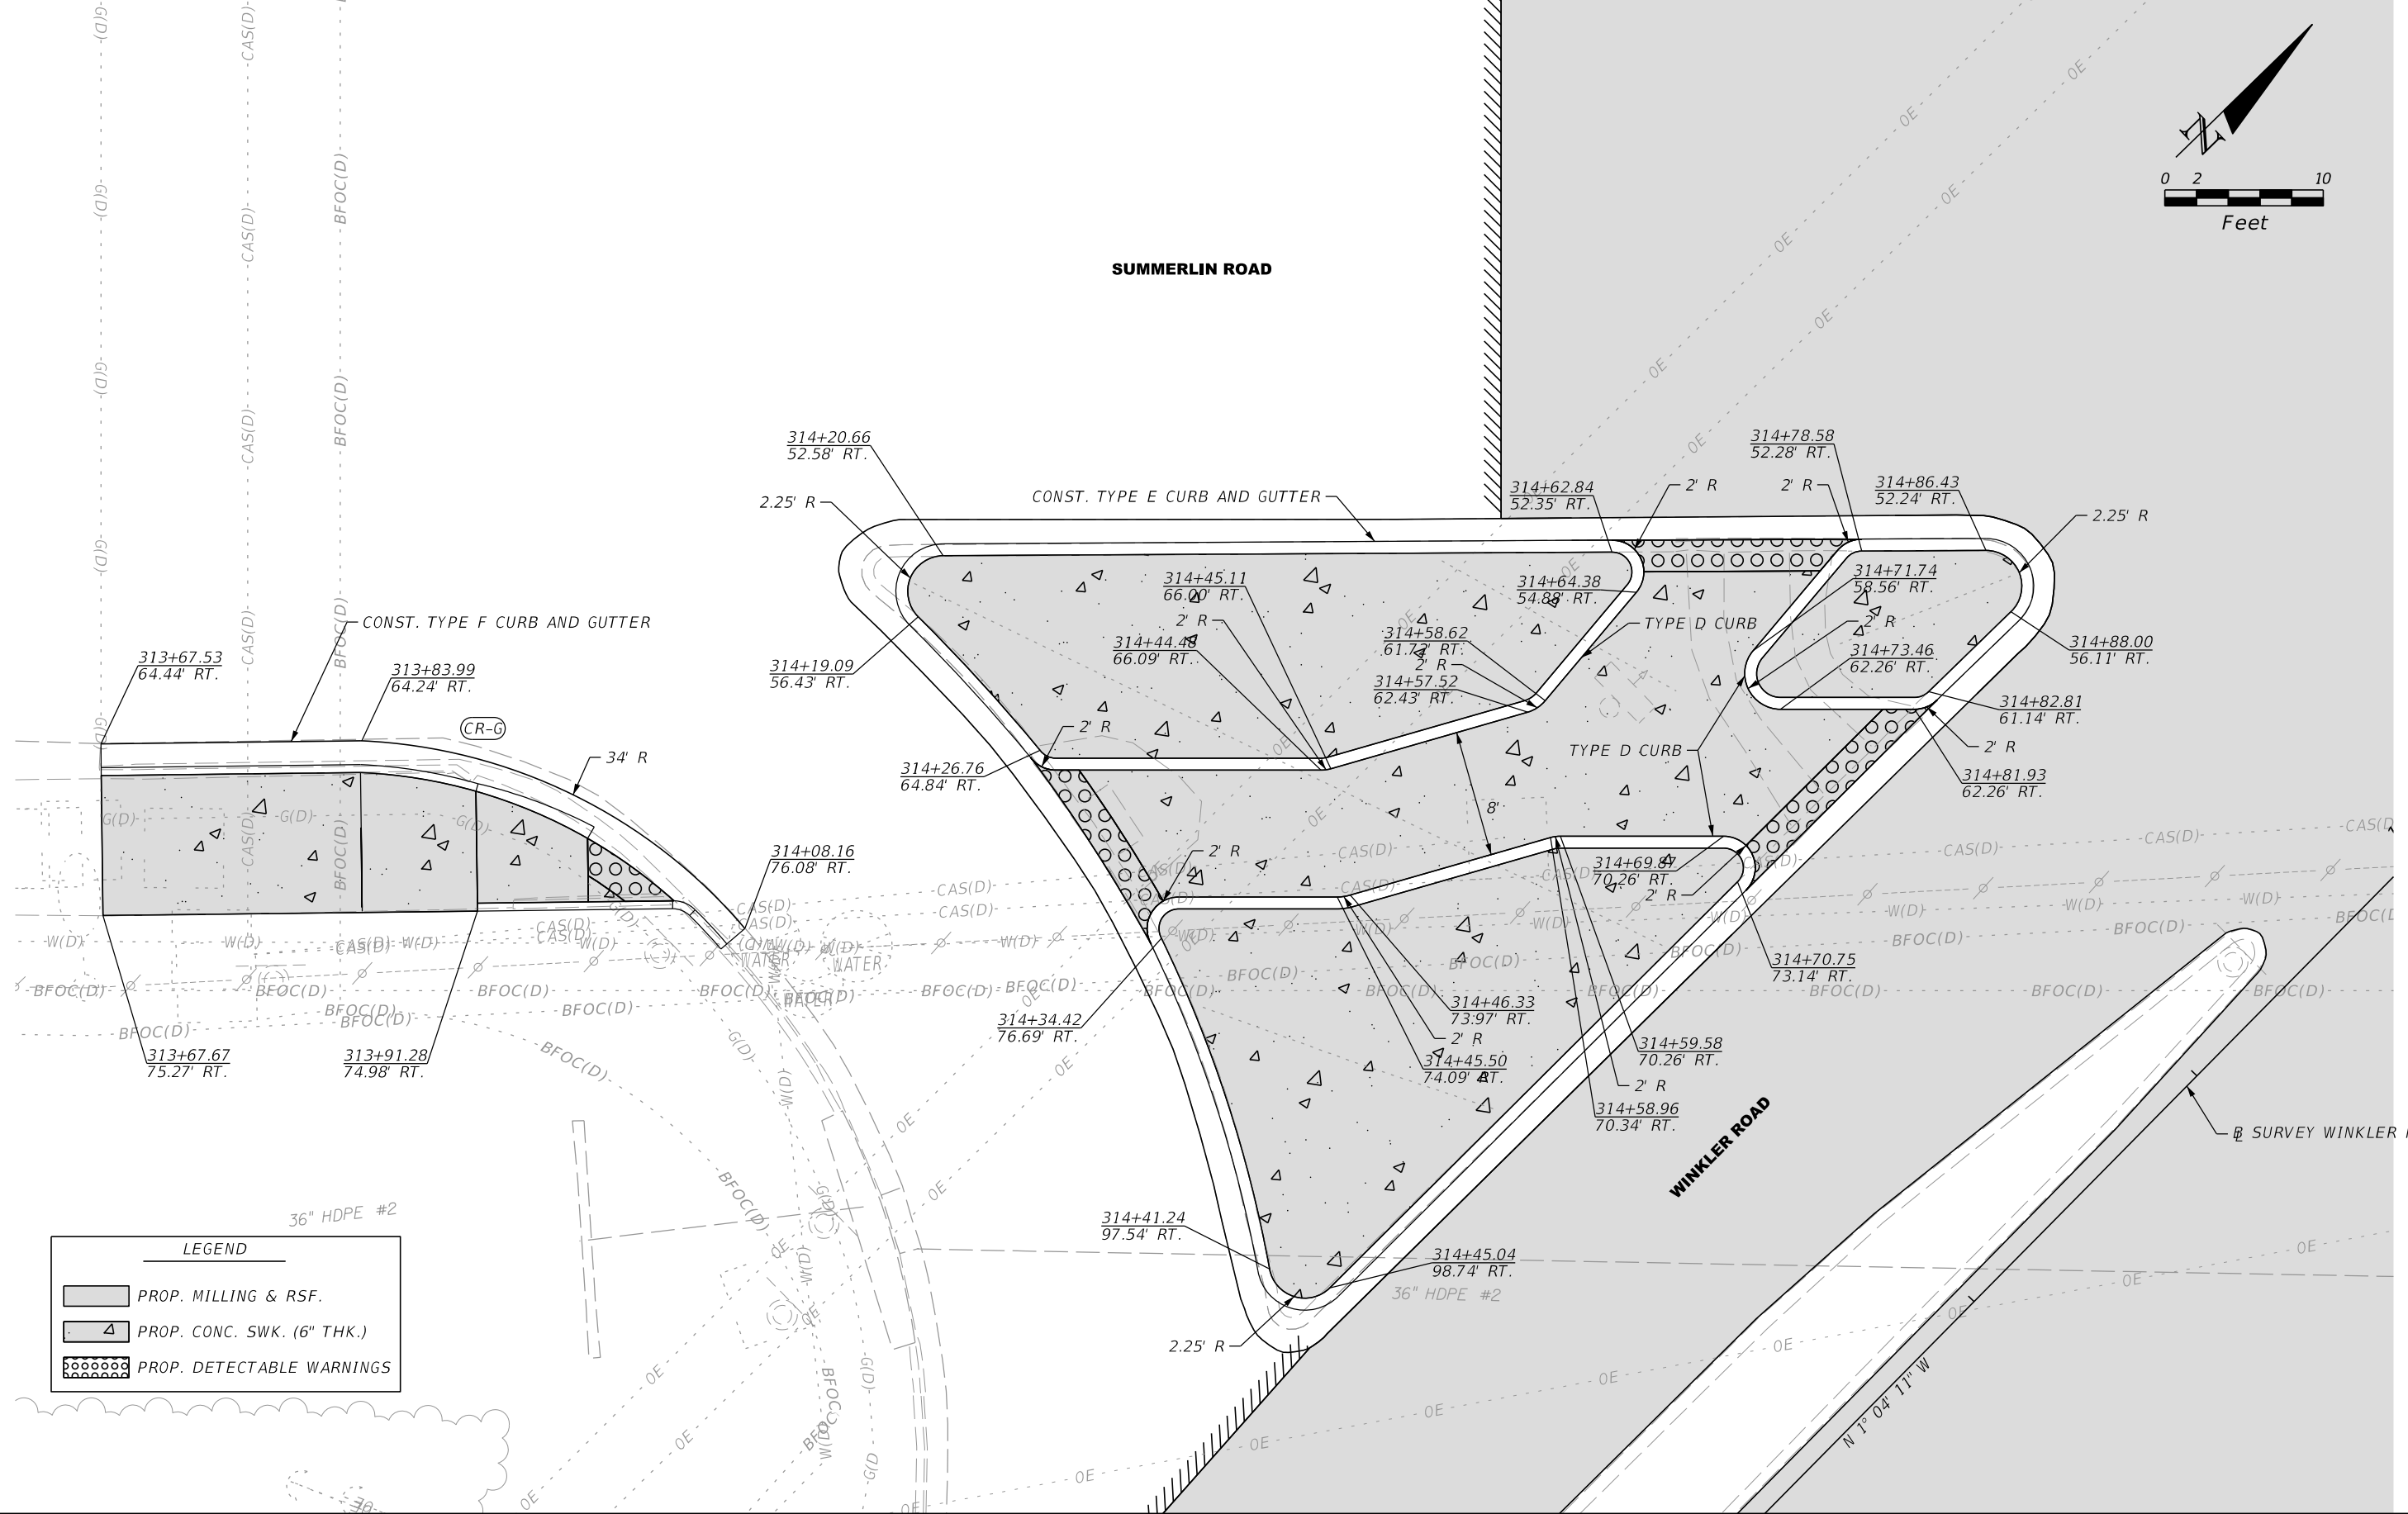 0 2 10
Feet
N
SUMMERLIN ROAD
314+20.66
52.58' RT.
2.25' R
CONST. TYPE E CURB AND GUTTER
314+62.84
52.35' RT.
2' R
2' R
314+78.58
52.28' RT.
314+86.43
52.24' RT.
2.25' R
314+45.11
66.00' RT.
2' R
314+44.48
66.09' RT.
314+64.38
54.88' RT.
314+58.62
61.72' RT.
2' R
314+57.52
62.43' RT.
TYPE D CURB
314+71.74
58.56' RT.
2' R
314+73.46
62.26' RT.
314+88.00
56.11' RT.
314+82.81
61.14' RT.
2' R
314+81.93
62.26' RT.
TYPE D CURB
CONST. TYPE F CURB AND GUTTER
313+67.53
64.44' RT.
313+83.99
64.24' RT.
CR-G
34' R
314+19.09
56.43' RT.
2' R
314+26.76
64.84' RT.
8'
314+08.16
76.08' RT.
2' R
314+69.87
70.26' RT.
2' R
314+70.75
73.14' RT.
314+34.42
76.69' RT.
314+46.33
73.97' RT.
2' R
314+45.50
74.09' RT.
314+59.58
70.26' RT.
2' R
314+58.96
70.34' RT.
313+67.67
75.27' RT.
313+91.28
74.98' RT.
WINKLER ROAD
SURVEY WINKLER
314+41.24
97.54' RT.
314+45.04
98.74' RT.
2.25' R
36" HDPE #2
36" HDPE #2
N 1° 04' 11" W
G(D)
CAS(D)
BFOC(D)
W(D)
OE
WATER
WATER
WATER
LEGEND
PROP. MILLING & RSF.
PROP. CONC. SWK. (6" THK.)
PROP. DETECTABLE WARNINGS